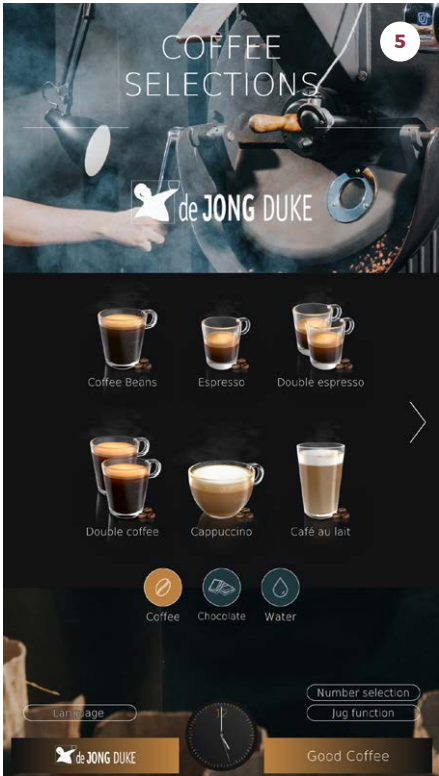 COFFEE
SELECTIONS
5
de JONG DUKE
Coffee Beans
Espresso
Double espresso
Double coffee
Cappuccino
Café au lait
Coffee
Chocolate
Water
Number selection
Language
Jug function
12
de JONG DUKE
Good Coffee